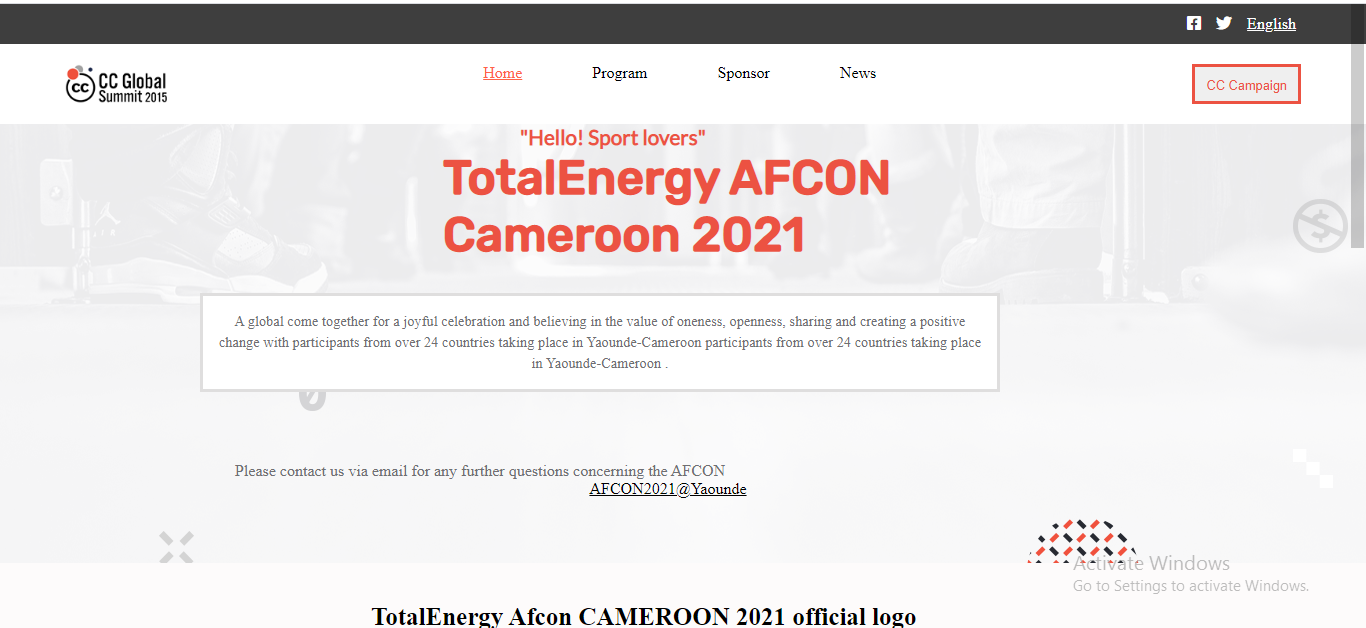 English
CC Global
Summit 2015
cc
Home
Program
Sponsor
News
CC Campaign
"Hello! Sport lovers"
TotalEnergy AFCON
Cameroon 2021
A global come together for a joyful celebration and believing in the value of oneness, openness, sharing and creating a positive
change with participants from over 24 countries taking place in Yaounde-Cameroon participants from over 24 countries taking place
in Yaounde-Cameroon .
Please contact us via email for any further questions concerning the AFCON
AFCON2021@Yaounde
Activate Windows
Go to Settings to activate Windows.
TotalEnergy Afcon CAMEROON 2021 official logo